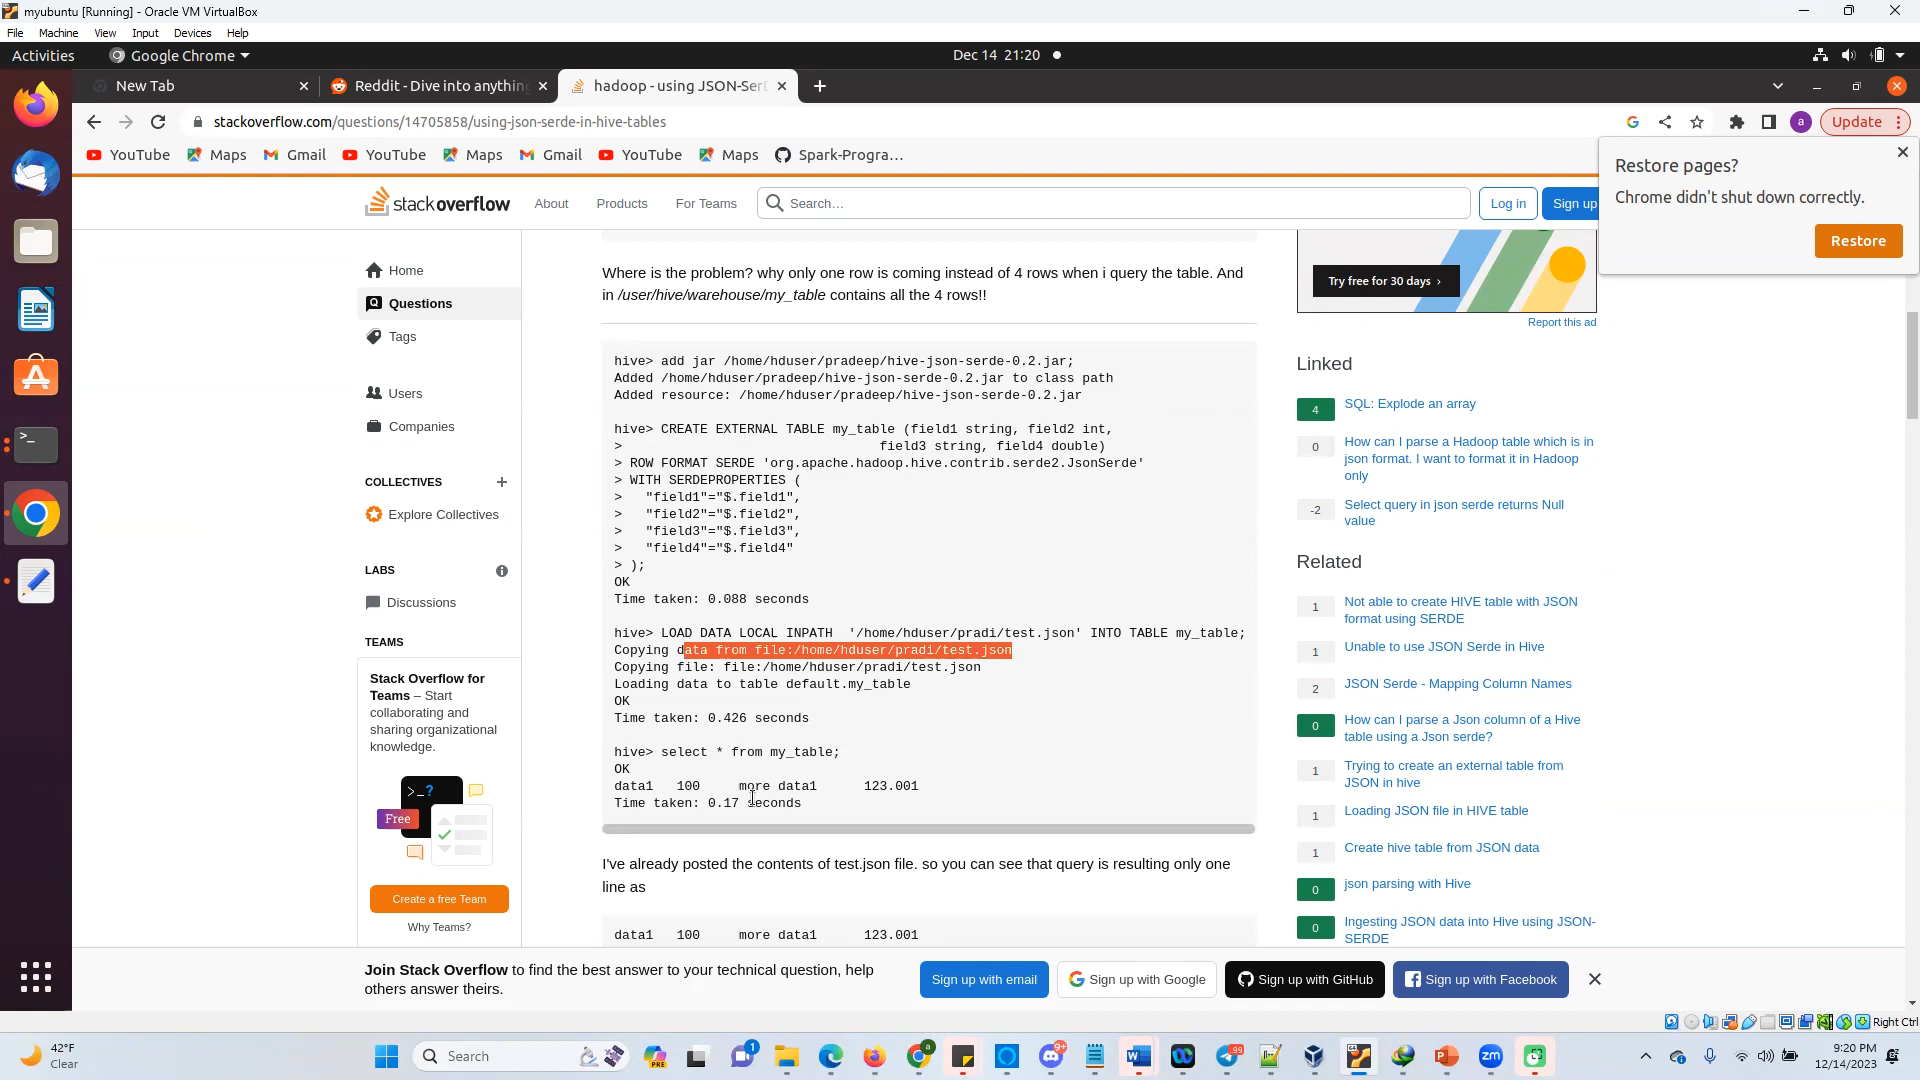 myubuntu [Running] - Oracle VM VirtualBox
File Machine View Input Devices Help
Activities Google Chrome Dec 14 21:20
New Tab Reddit - Dive into anything hadoop - using JSON-SerD
stackoverflow.com/questions/14705858/using-json-serde-in-hive-tables a Update
YouTube Maps Gmail YouTube Maps Gmail YouTube Maps Spark-Progra...
Restore pages?
Chrome didn't shut down correctly.
Restore
stackoverflow About Products For Teams Search... Log in Sign up
Home
Questions
Tags
Users
Companies
COLLECTIVES
Explore Collectives
LABS
Discussions
TEAMS
Stack Overflow for
Teams – Start
collaborating and
sharing organizational
knowledge.
>_?
Free
Create a free Team
Why Teams?
Where is the problem? why only one row is coming instead of 4 rows when i query the table. And
in /user/hive/warehouse/my_table contains all the 4 rows!!
hive> add jar /home/hduser/pradeep/hive-json-serde-0.2.jar;
Added /home/hduser/pradeep/hive-json-serde-0.2.jar to class path
Added resource: /home/hduser/pradeep/hive-json-serde-0.2.jar
hive> CREATE EXTERNAL TABLE my_table (field1 string, field2 int,
> field3 string, field4 double)
> ROW FORMAT SERDE 'org.apache.hadoop.hive.contrib.serde2.JsonSerde'
> WITH SERDEPROPERTIES (
> "field1"="$.field1",
> "field2"="$.field2",
> "field3"="$.field3",
> "field4"="$.field4"
> );
OK
Time taken: 0.088 seconds
hive> LOAD DATA LOCAL INPATH '/home/hduser/pradi/test.json' INTO TABLE my_table;
Copying data from file:/home/hduser/pradi/test.json
Copying file: file:/home/hduser/pradi/test.json
Loading data to table default.my_table
OK
Time taken: 0.426 seconds
hive> select * from my_table;
OK
data1 100 more data1 123.001
Time taken: 0.17 seconds
I've already posted the contents of test.json file. so you can see that query is resulting only one
line as
data1 100 more data1 123.001
Try free for 30 days ›
Report this ad
Linked
4 SQL: Explode an array
0 How can I parse a Hadoop table which is in
json format. I want to format it in Hadoop
only
-2 Select query in json serde returns Null
value
Related
1 Not able to create HIVE table with JSON
format using SERDE
1 Unable to use JSON Serde in Hive
2 JSON Serde - Mapping Column Names
0 How can I parse a Json column of a Hive
table using a Json serde?
1 Trying to create an external table from
JSON in hive
1 Loading JSON file in HIVE table
1 Create hive table from JSON data
0 json parsing with Hive
0 Ingesting JSON data into Hive using JSON-
SERDE
Join Stack Overflow to find the best answer to your technical question, help
others answer theirs.
Sign up with email Sign up with Google Sign up with GitHub Sign up with Facebook
Right Ctrl
42°F
Clear
Search
PRE
1
a
9+
99
zm
9:20 PM
12/14/2023